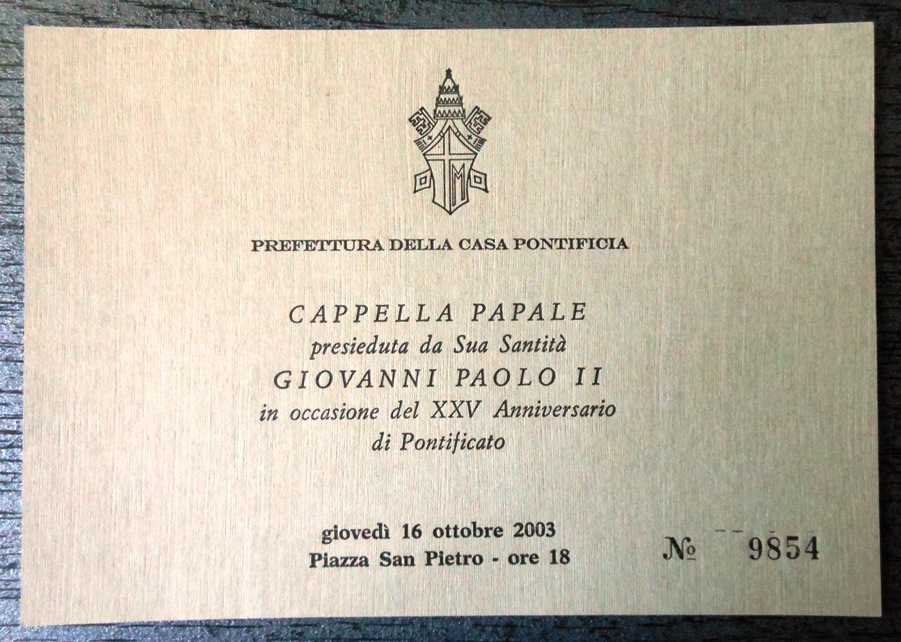 PREFETTURA DELLA CASA PONTIFICIA
CAPPELLA PAPALE
presieduta da Sua Santità
GIOVANNI PAOLO II
in occasione del XXV Anniversario
di Pontificato
giovedì 16 ottobre 2003
Piazza San Pietro - ore 18
No 9854